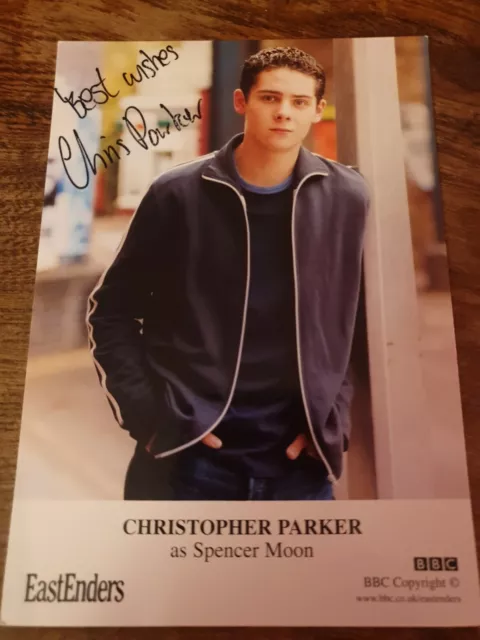 Best wishes
Chris Parker
CHRISTOPHER PARKER
as Spencer Moon
BBC
EastEnders
BBC Copyright ©
www.bbc.co.uk/eastenders